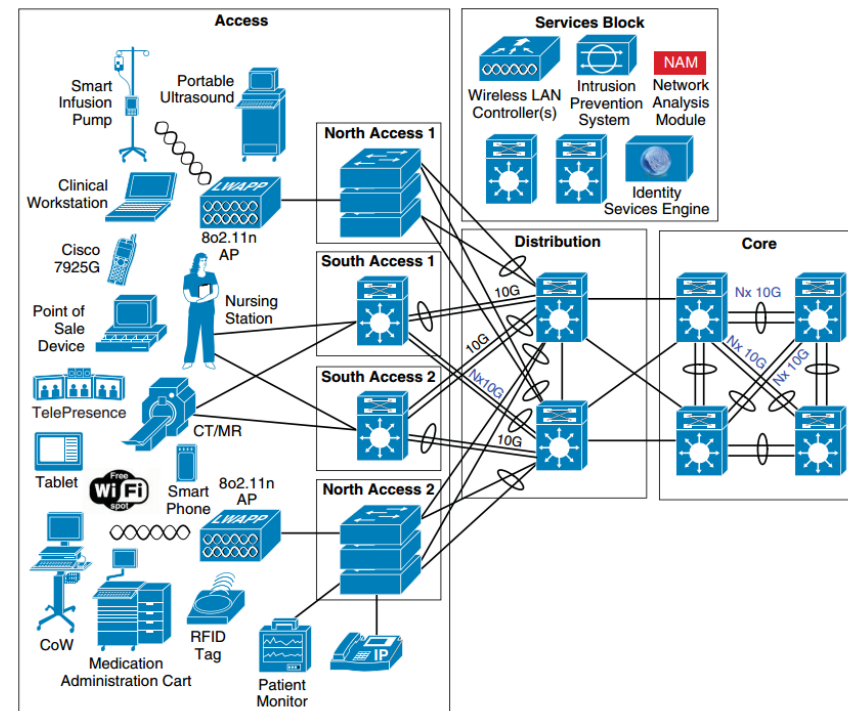 Access
Smart
Infusion
Pump
Portable
Ultrasound
North Access 1
Clinical
Workstation
LWAPP
8o2.11n
AP
Cisco
7925G
South Access 1
Nursing
Station
Point of
Sale
Device
South Access 2
TelePresence
CT/MR
Tablet
Free
Wi Fi
spot
Smart
Phone
8o2.11n
AP
LWAPP
North Access 2
CoW
Medication
Administration Cart
RFID
Tag
Patient
Monitor
IP
Services Block
Wireless LAN
Controller(s)
Intrusion
Prevention
System
NAM
Network
Analysis
Module
Identity
Sevices Engine
Distribution
10G
10G
Nx10G
10G
Core
Nx 10G
Nx 10G
Nx 10G